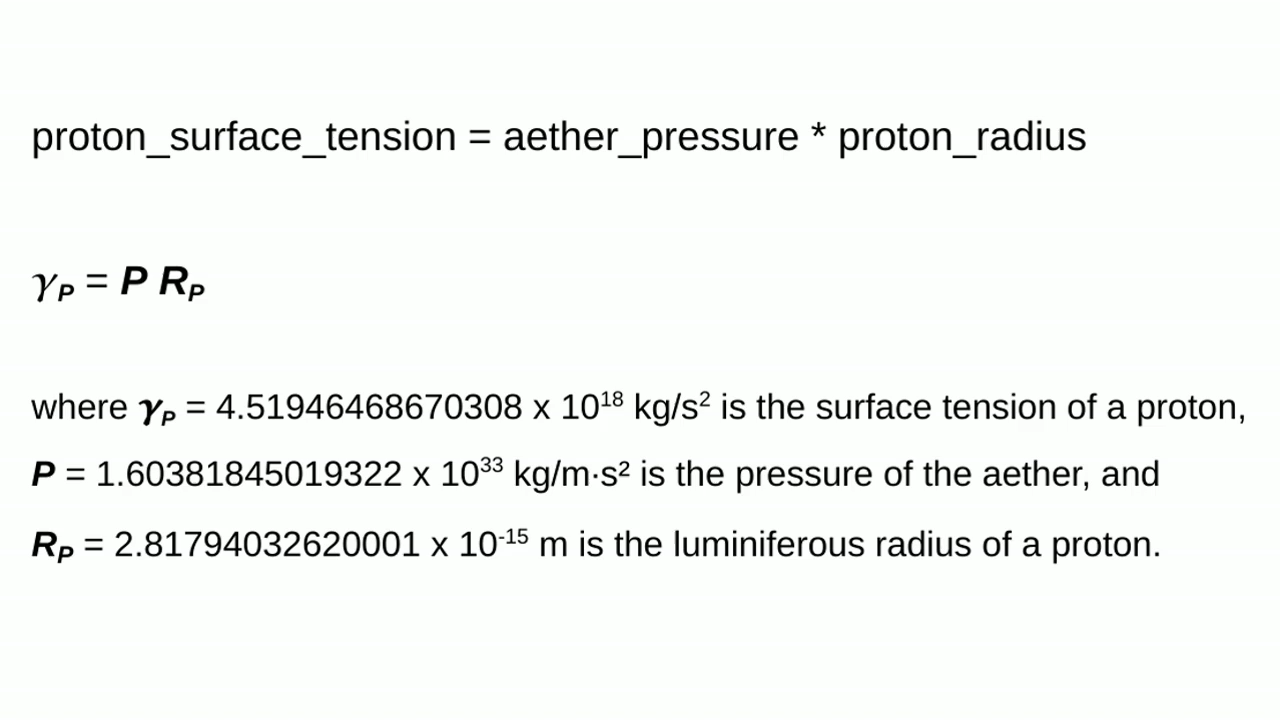 proton_surface_tension = aether_pressure * proton_radius
γP = P RP
where γP = 4.51946468670308 x 10¹⁸ kg/s² is the surface tension of a proton,
P = 1.60381845019322 x 10³³ kg/m·s² is the pressure of the aether, and
RP = 2.81794032620001 x 10⁻¹⁵ m is the luminiferous radius of a proton.